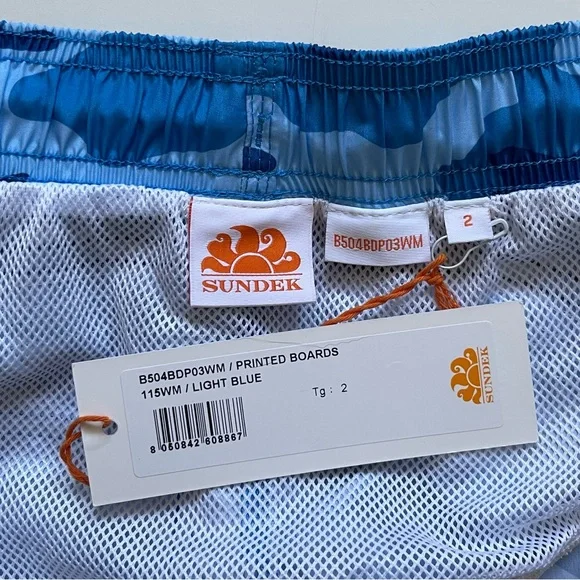 SUNDEK
B504BDP03WM
2
B504BDP03WM / PRINTED BOARDS
115WM / LIGHT BLUE
Tg : 2
8 050842 608867
SUNDEK